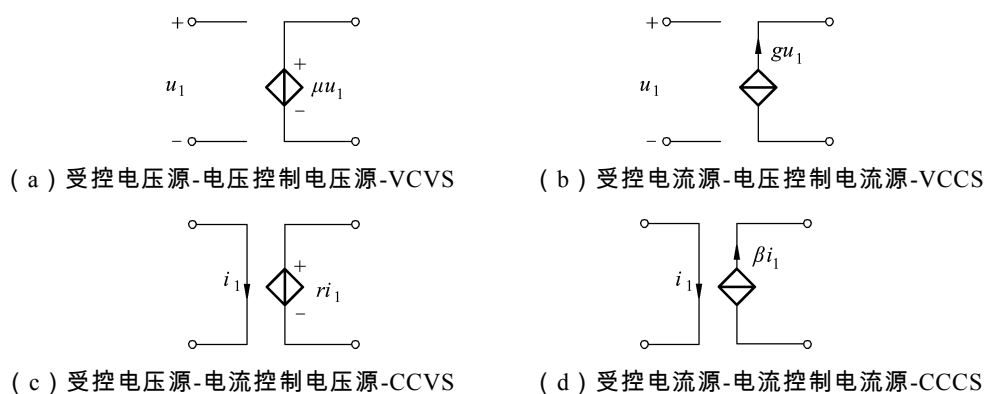 + +
u₁ + μu₁ − u₁ gu₁
− −
(a)受控电压源-电压控制电压源-VCVS (b)受控电流源-电压控制电流源-VCCS
i₁ + ri₁ − i₁ βi₁
(c)受控电压源-电流控制电压源-CCVS (d)受控电流源-电流控制电流源-CCCS